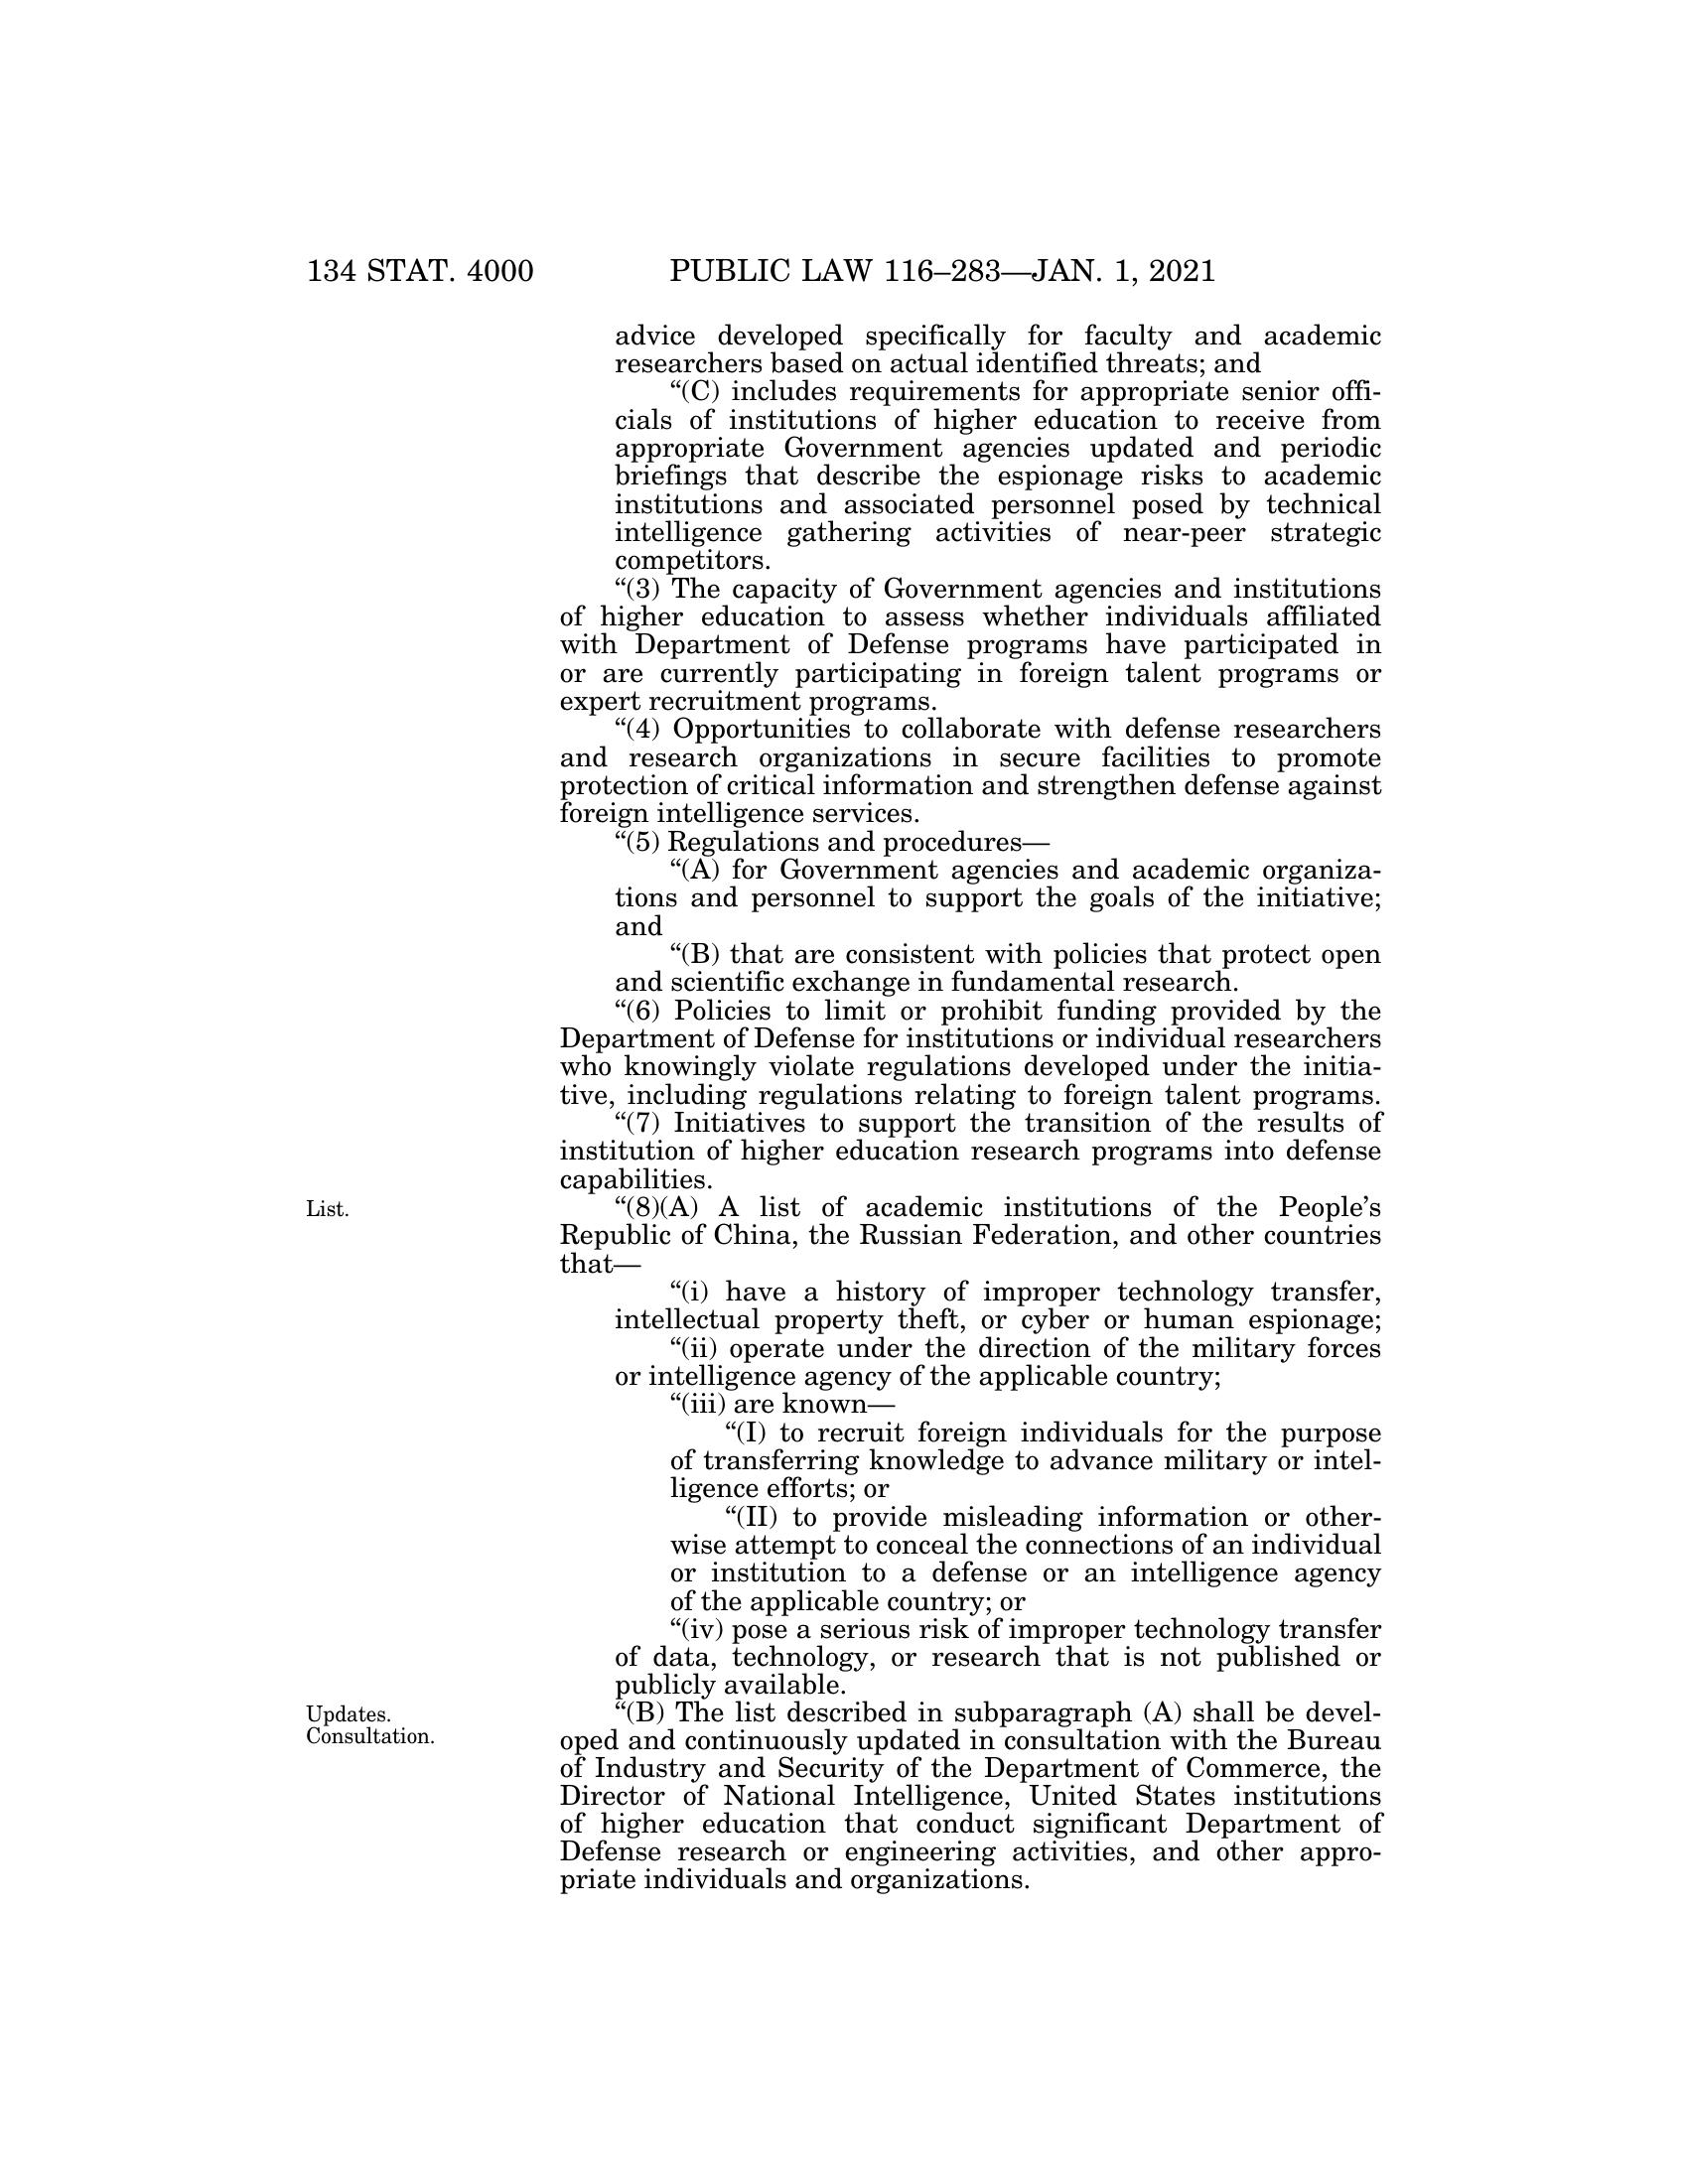 134 STAT. 4000 PUBLIC LAW 116–283—JAN. 1, 2021
advice developed specifically for faculty and academic
researchers based on actual identified threats; and
“(C) includes requirements for appropriate senior offi-
cials of institutions of higher education to receive from
appropriate Government agencies updated and periodic
briefings that describe the espionage risks to academic
institutions and associated personnel posed by technical
intelligence gathering activities of near-peer strategic
competitors.
“(3) The capacity of Government agencies and institutions
of higher education to assess whether individuals affiliated
with Department of Defense programs have participated in
or are currently participating in foreign talent programs or
expert recruitment programs.
“(4) Opportunities to collaborate with defense researchers
and research organizations in secure facilities to promote
protection of critical information and strengthen defense against
foreign intelligence services.
“(5) Regulations and procedures—
“(A) for Government agencies and academic organiza-
tions and personnel to support the goals of the initiative;
and
“(B) that are consistent with policies that protect open
and scientific exchange in fundamental research.
“(6) Policies to limit or prohibit funding provided by the
Department of Defense for institutions or individual researchers
who knowingly violate regulations developed under the initia-
tive, including regulations relating to foreign talent programs.
“(7) Initiatives to support the transition of the results of
institution of higher education research programs into defense
capabilities.
List.
“(8)(A) A list of academic institutions of the People’s
Republic of China, the Russian Federation, and other countries
that—
“(i) have a history of improper technology transfer,
intellectual property theft, or cyber or human espionage;
“(ii) operate under the direction of the military forces
or intelligence agency of the applicable country;
“(iii) are known—
“(I) to recruit foreign individuals for the purpose
of transferring knowledge to advance military or intel-
ligence efforts; or
“(II) to provide misleading information or other-
wise attempt to conceal the connections of an individual
or institution to a defense or an intelligence agency
of the applicable country; or
“(iv) pose a serious risk of improper technology transfer
of data, technology, or research that is not published or
publicly available.
Updates.
Consultation.
“(B) The list described in subparagraph (A) shall be devel-
oped and continuously updated in consultation with the Bureau
of Industry and Security of the Department of Commerce, the
Director of National Intelligence, United States institutions
of higher education that conduct significant Department of
Defense research or engineering activities, and other appro-
priate individuals and organizations.